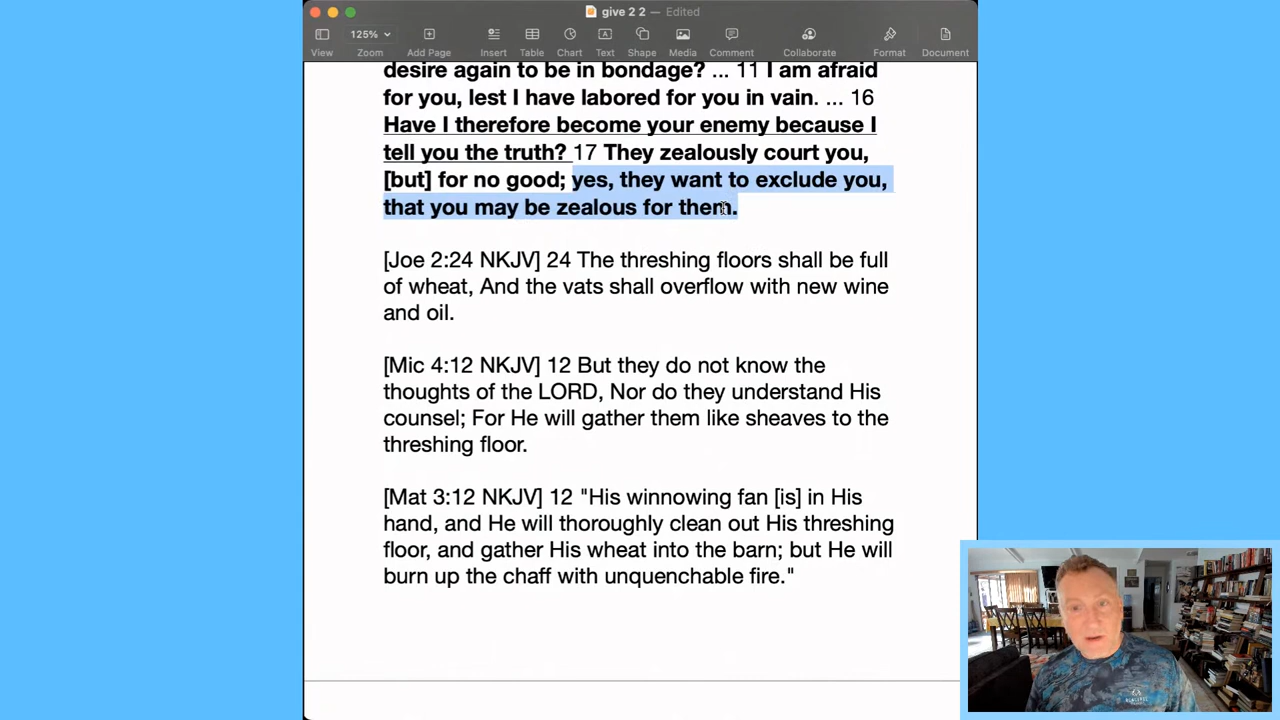 give 2 2 — Edited
125%
View Zoom Add Page Insert Table Chart Text Shape Media Comment Collaborate Format Document
desire again to be in bondage? ... 11 I am afraid
for you, lest I have labored for you in vain. ... 16
Have I therefore become your enemy because I
tell you the truth? 17 They zealously court you,
[but] for no good; yes, they want to exclude you,
that you may be zealous for them.
[Joe 2:24 NKJV] 24 The threshing floors shall be full
of wheat, And the vats shall overflow with new wine
and oil.
[Mic 4:12 NKJV] 12 But they do not know the
thoughts of the LORD, Nor do they understand His
counsel; For He will gather them like sheaves to the
threshing floor.
[Mat 3:12 NKJV] 12 "His winnowing fan [is] in His
hand, and He will thoroughly clean out His threshing
floor, and gather His wheat into the barn; but He will
burn up the chaff with unquenchable fire."